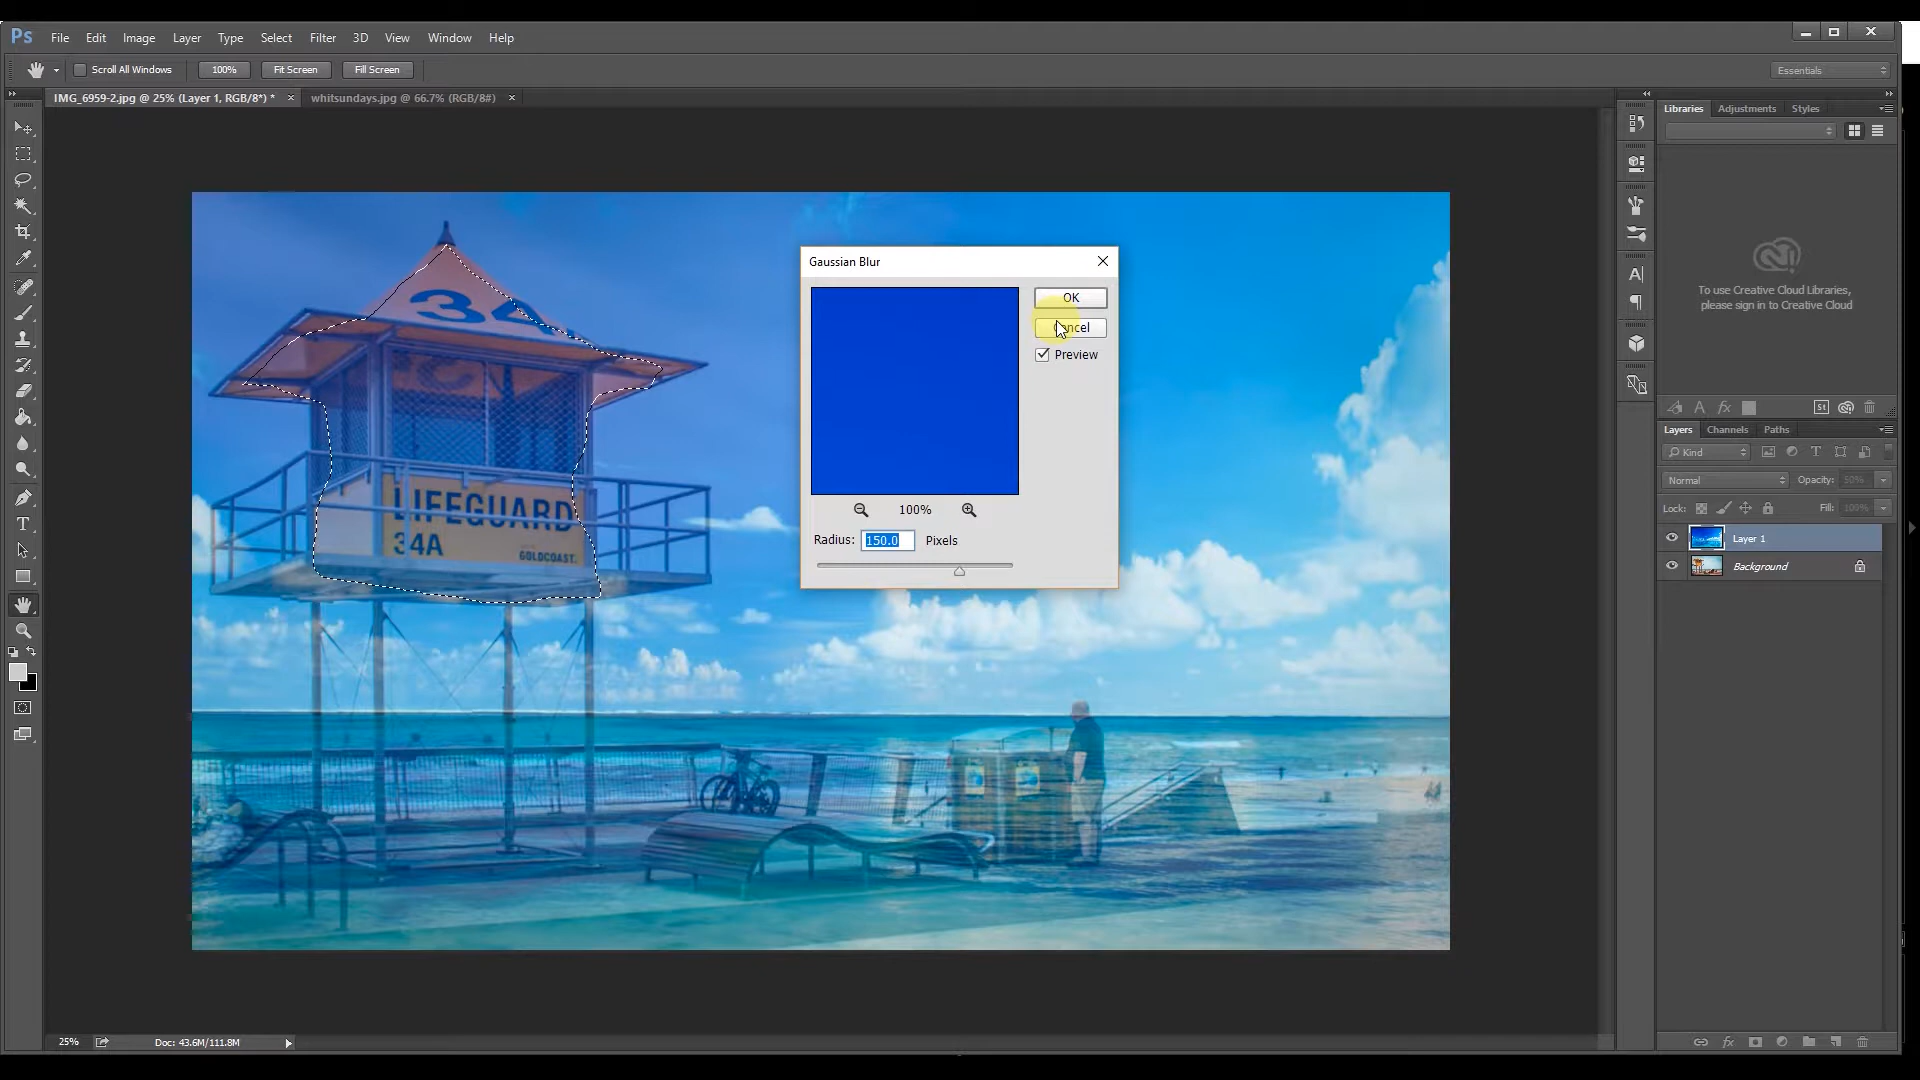 Ps File Edit Image Layer Type Select Filter 3D View Window Help
Scroll All Windows 100% Fit Screen Fill Screen Essentials
IMG_6959-2.jpg @ 25% (Layer 1, RGB/8*) * × whitsundays.jpg @ 66.7% (RGB/8#) ×
Libraries Adjustments Styles
To use Creative Cloud Libraries,
please sign in to Creative Cloud
Gaussian Blur
OK
Preview
100%
Radius: 150.0 Pixels
34
LIFEGUARD
34A
GOLDCOAST.
Layers Channels Paths
Kind
Normal Opacity: 50%
Lock: Fill: 100%
Layer 1
Background
25% Doc: 43.6M/111.8M